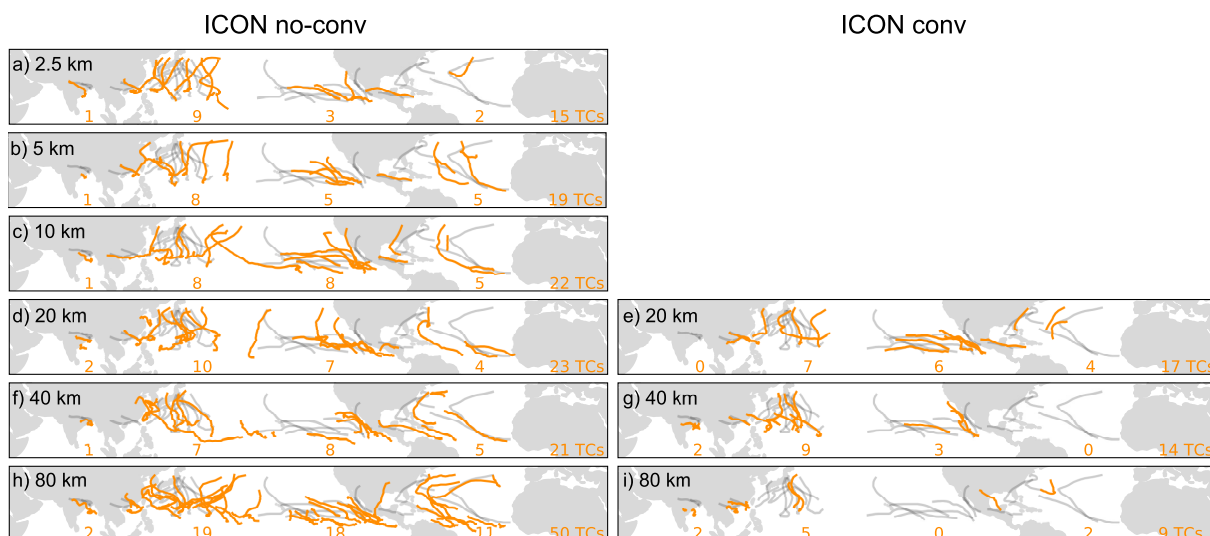 ICON no-conv
ICON conv
a) 2.5 km
1 9 3 2 15 TCs
b) 5 km
1 8 5 5 19 TCs
c) 10 km
1 8 8 5 22 TCs
d) 20 km
2 10 7 4 23 TCs
e) 20 km
0 7 6 4 17 TCs
f) 40 km
1 7 8 5 21 TCs
g) 40 km
2 9 3 0 14 TCs
h) 80 km
2 19 18 11 50 TCs
i) 80 km
2 5 0 2 9 TCs